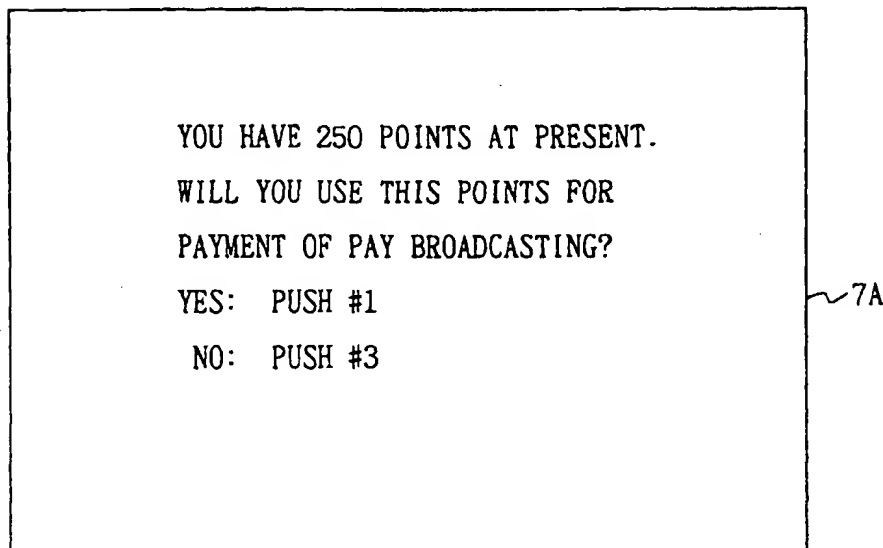 YOU HAVE 250 POINTS AT PRESENT.
WILL YOU USE THIS POINTS FOR
PAYMENT OF PAY BROADCASTING?
YES: PUSH #1
NO: PUSH #3
7A